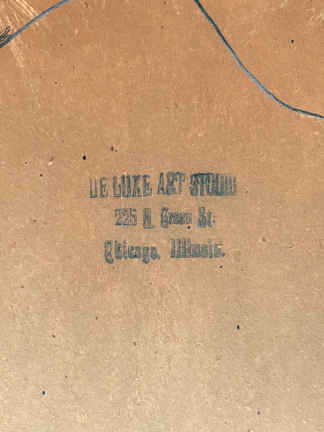 DE LUXE ART STUDIO
225 N. Green St.
Chicago, Illinois.